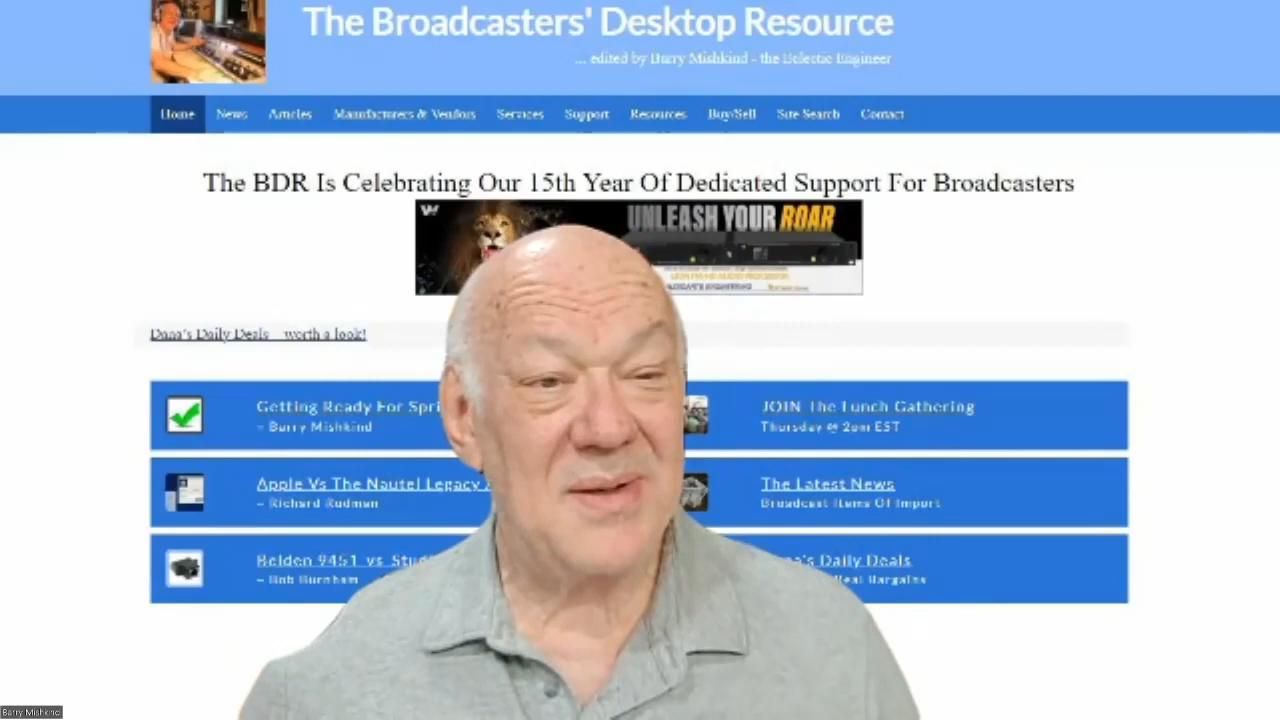 The Broadcasters' Desktop Resource
... edited by Barry Mishkind - the Eclectic Engineer
Home News Articles Manufacturers & Vendors Services Support Resources Buy/Sell Site Search Contact
The BDR Is Celebrating Our 15th Year Of Dedicated Support For Broadcasters
UNLEASH YOUR ROAR
Dana's Daily Deals worth a look!
Getting Ready For Spri
– Barry Mishkind
JOIN The Lunch Gathering
Thursday @ 2pm EST
Apple Vs The Nautel Legacy
– Richard Rudman
The Latest News
Broadcast Items Of Import
Belden 9451 vs Stu
– Bob Burnham
a's Daily Deals
Real Bargains
Barry Mishkind